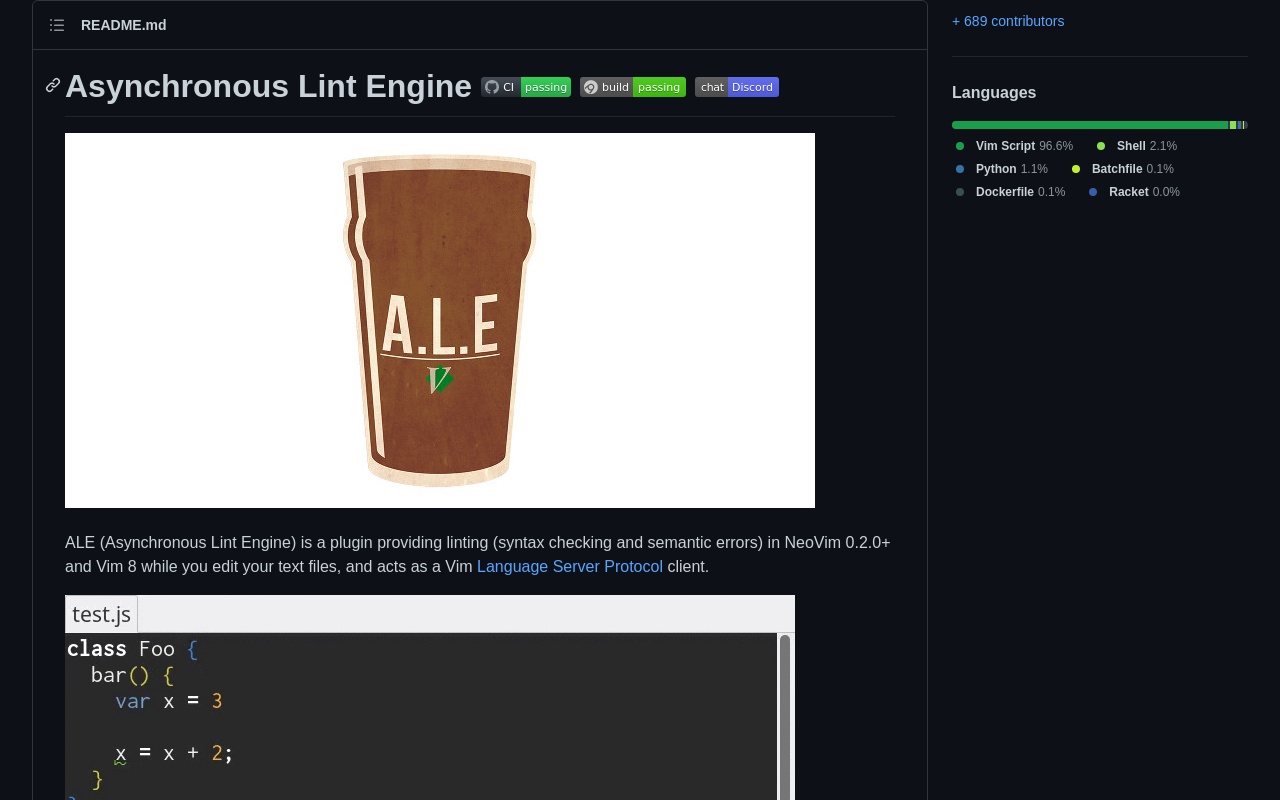 README.md
Asynchronous Lint Engine CI passing build passing chat Discord
A.L.E
V
ALE (Asynchronous Lint Engine) is a plugin providing linting (syntax checking and semantic errors) in NeoVim 0.2.0+
and Vim 8 while you edit your text files, and acts as a Vim Language Server Protocol client.
test.js
class Foo {
bar() {
var x = 3
x = x + 2;
}
+ 689 contributors
Languages
Vim Script 96.6% Shell 2.1%
Python 1.1% Batchfile 0.1%
Dockerfile 0.1% Racket 0.0%